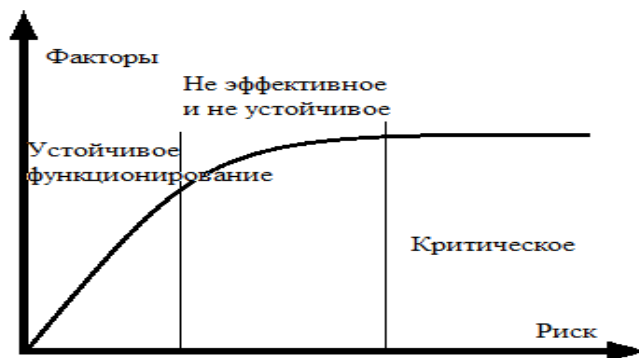 Факторы
Не эффективное
и не устойчивое
Устойчивое
функционирование
Критическое
Риск